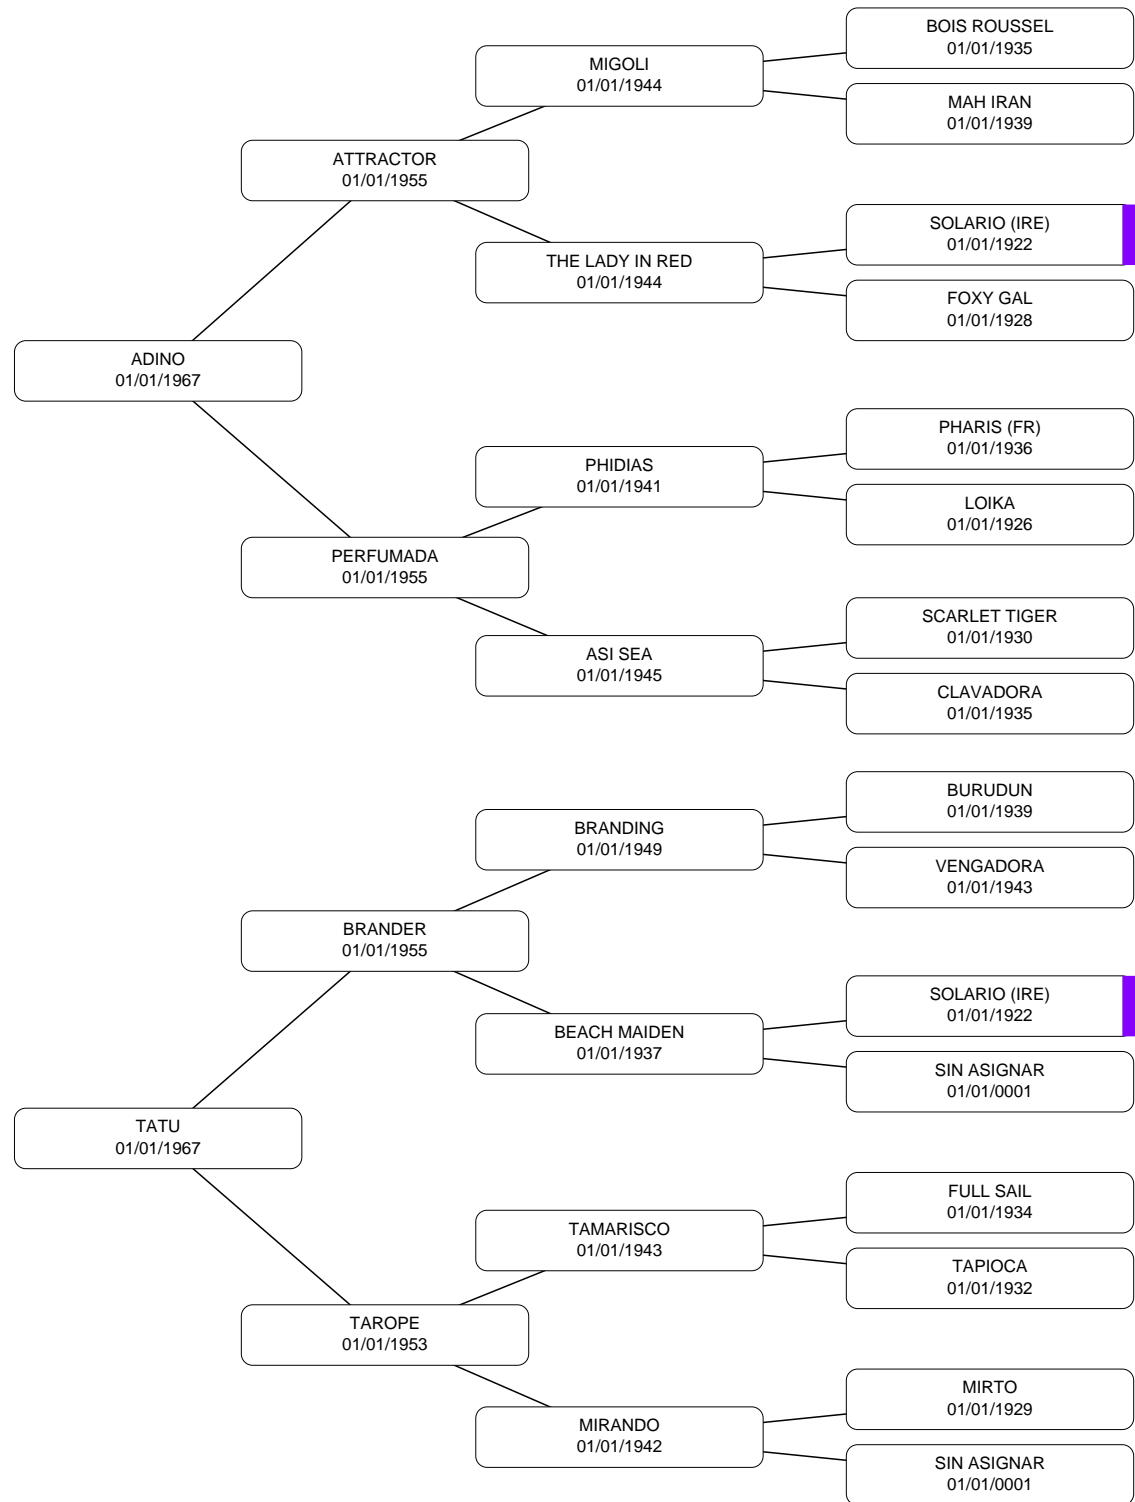 BOIS ROUSSEL
01/01/1935
MIGOLI
01/01/1944
MAH IRAN
01/01/1939
ATTRACTOR
01/01/1955
SOLARIO (IRE)
01/01/1922
THE LADY IN RED
01/01/1944
FOXY GAL
01/01/1928
ADINO
01/01/1967
PHARIS (FR)
01/01/1936
PHIDIAS
01/01/1941
LOIKA
01/01/1926
PERFUMADA
01/01/1955
SCARLET TIGER
01/01/1930
ASI SEA
01/01/1945
CLAVADORA
01/01/1935
BURUDUN
01/01/1939
BRANDING
01/01/1949
VENGADORA
01/01/1943
BRANDER
01/01/1955
SOLARIO (IRE)
01/01/1922
BEACH MAIDEN
01/01/1937
SIN ASIGNAR
01/01/0001
TATU
01/01/1967
FULL SAIL
01/01/1934
TAMARISCO
01/01/1943
TAPIOCA
01/01/1932
TAROPE
01/01/1953
MIRTO
01/01/1929
MIRANDO
01/01/1942
SIN ASIGNAR
01/01/0001